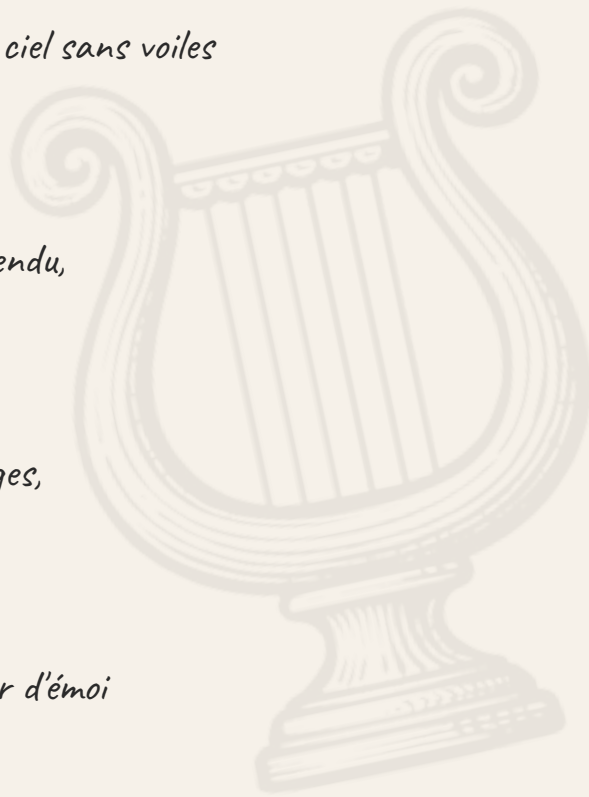 ciel sans voiles
endu,
ges,
r d'émoi